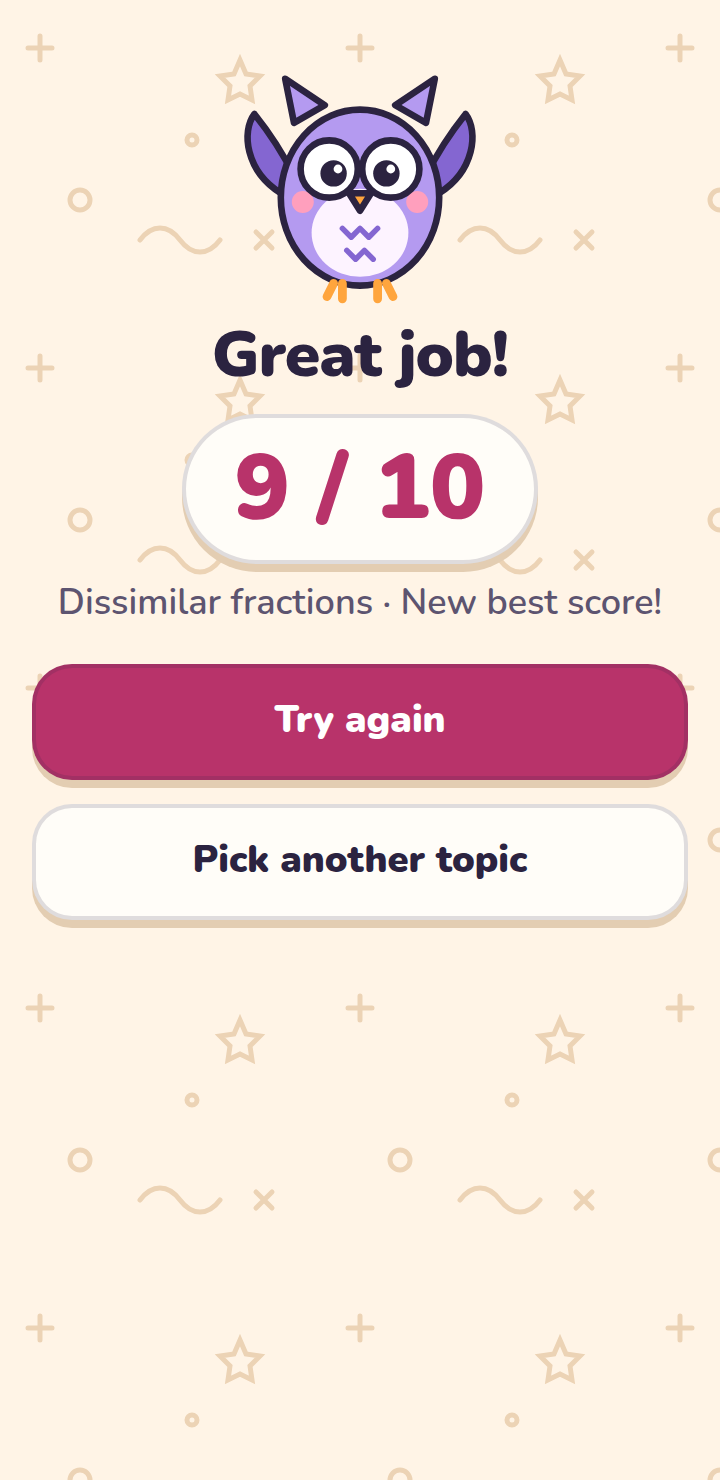 Great job!
9 / 10
Dissimilar fractions · New best score!
Try again
Pick another topic